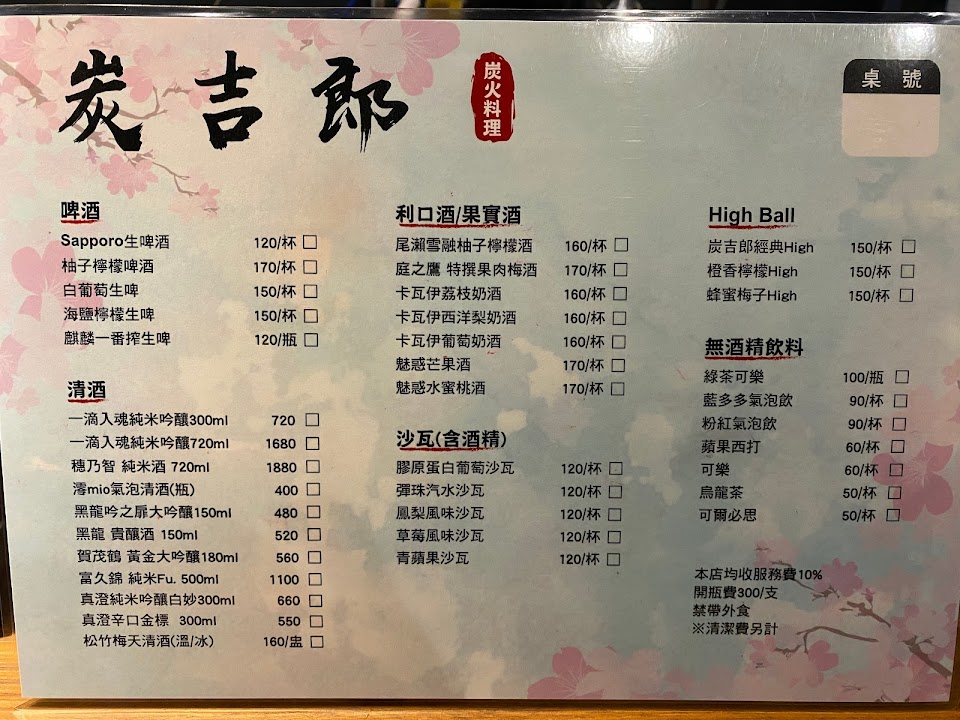 炭吉郎
炭火料理
桌號
啤酒
Sapporo生啤酒 120/杯 □
柚子檸檬啤酒 170/杯 □
白葡萄生啤 150/杯 □
海鹽檸檬生啤 150/杯 □
麒麟一番搾生啤 120/瓶 □
清酒
一滴入魂純米吟釀300ml 720 □
一滴入魂純米吟釀720ml 1680 □
穗乃智 純米酒 720ml 1880 □
澪mio氣泡清酒(瓶) 400 □
黑龍吟之扉大吟釀150ml 480 □
黑龍 貴釀酒 150ml 520 □
賀茂鶴 黃金大吟釀180ml 560 □
富久錦 純米Fu. 500ml 1100 □
真澄純米吟釀白妙300ml 660 □
真澄辛口金標 300ml 550 □
松竹梅天清酒(溫/冰) 160/盅 □
利口酒/果實酒
尾瀨雪融柚子檸檬酒 160/杯 □
庭之鷹 特撰果肉梅酒 170/杯 □
卡瓦伊荔枝奶酒 160/杯 □
卡瓦伊西洋梨奶酒 160/杯 □
卡瓦伊葡萄奶酒 160/杯 □
魅惑芒果酒 170/杯 □
魅惑水蜜桃酒 170/杯 □
沙瓦(含酒精)
膠原蛋白葡萄沙瓦 120/杯 □
彈珠汽水沙瓦 120/杯 □
鳳梨風味沙瓦 120/杯 □
草莓風味沙瓦 120/杯 □
青蘋果沙瓦 120/杯 □
High Ball
炭吉郎經典High 150/杯 □
橙香檸檬High 150/杯 □
蜂蜜梅子High 150/杯 □
無酒精飲料
綠茶可樂 100/瓶 □
藍多多氣泡飲 90/杯 □
粉紅氣泡飲 90/杯 □
蘋果西打 60/杯 □
可樂 60/杯 □
烏龍茶 50/杯 □
可爾必思 50/杯 □
本店均收服務費10%
開瓶費300/支
禁帶外食
※清潔費另計